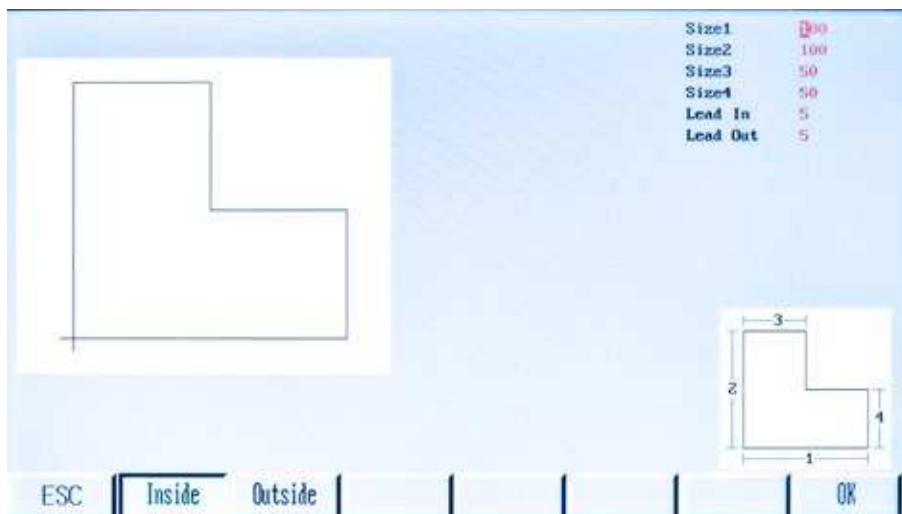 Size1 100
Size2 100
Size3 50
Size4 50
Lead In 5
Lead Out 5
3
2
4
1
ESC Inside Outside OK